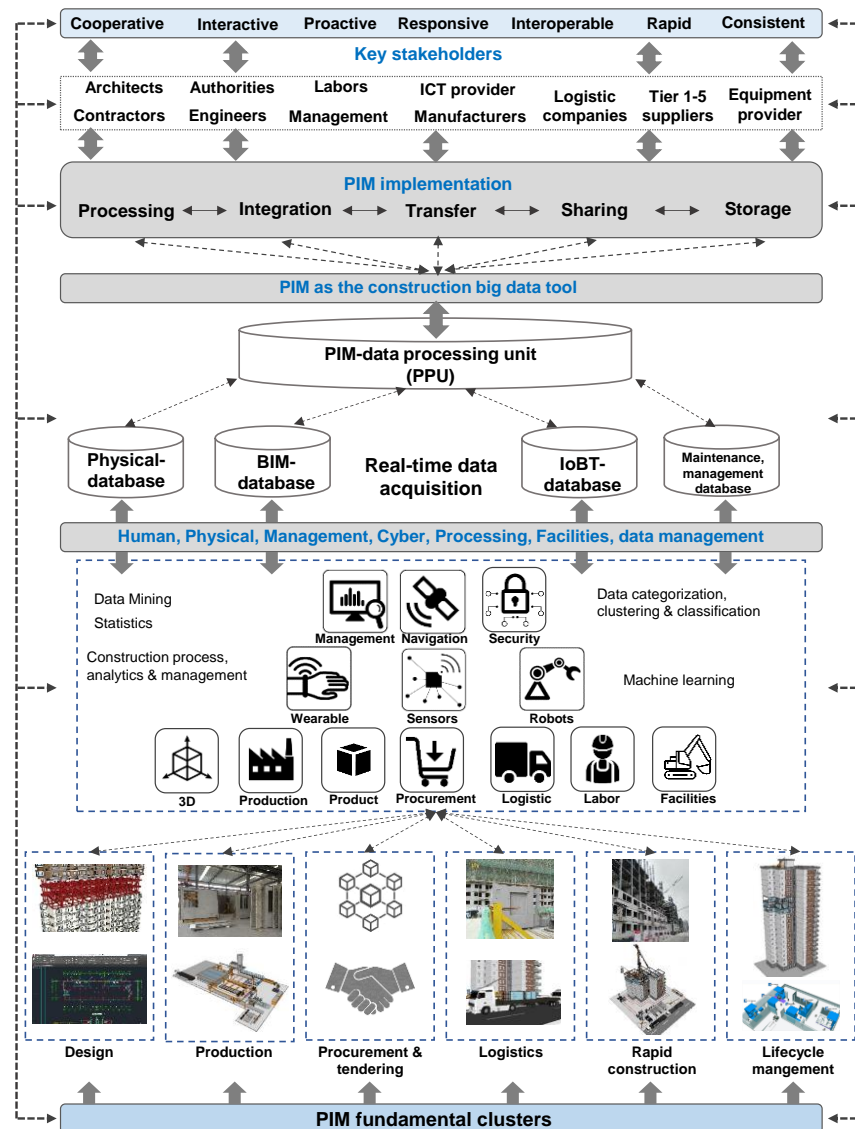 Cooperative Interactive Proactive Responsive Interoperable Rapid Consistent
Key stakeholders
Architects Authorities Labors ICT provider Logistic Tier 1-5 Equipment
Contractors Engineers Management Manufacturers companies suppliers provider
PIM implementation
Processing Integration Transfer Sharing Storage
PIM as the construction big data tool
PIM-data processing unit
(PPU)
Physical-
database
BIM-
database
Real-time data
acquisition
IoBT-
database
Maintenance,
management
database
Human, Physical, Management, Cyber, Processing, Facilities, data management
Data Mining
Statistics
Construction process,
analytics & management
Data categorization,
clustering & classification
Machine learning
Management Navigation Security
Wearable Sensors Robots
3D Production Product Procurement Logistic Labor Facilities
Design Production Procurement &
tendering
Logistics Rapid
construction
Lifecycle
mangement
PIM fundamental clusters